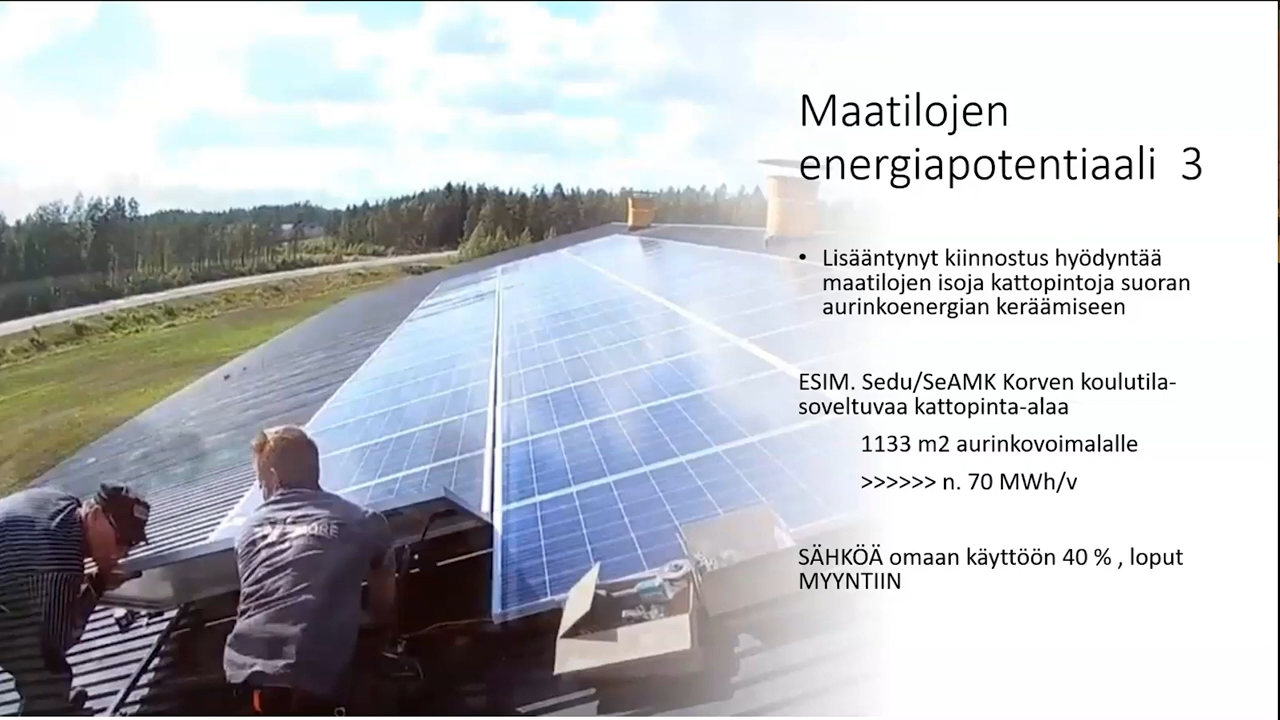 Maatilojen
energiapotentiaali 3
• Lisääntynyt kiinnostus hyödyntää
maatilojen isoja kattopintoja suoran
aurinkoenergian keräämiseen
ESIM. Sedu/SeAMK Korven koulutila-
soveltuvaa kattopinta-alaa
1133 m2 aurinkovoimalalle
>>>>>> n. 70 MWh/v
SÄHKÖÄ omaan käyttöön 40 % , loput
MYYNTIIN